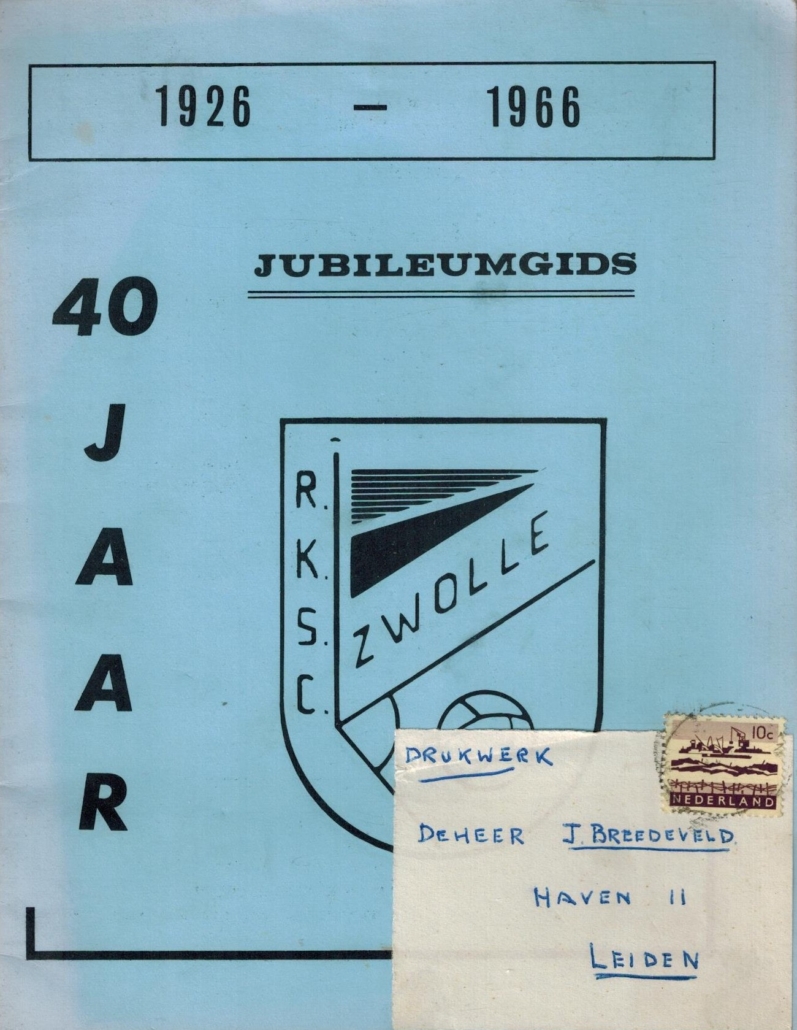 1926 – 1966
JUBILEUMGIDS
40
J
A
A
R
R.
K.
S.
C.
ZWOLLE
DRUKWERK
10c
NEDERLAND
DEHEER J. BREEDEVELD
HAVEN 11
LEIDEN